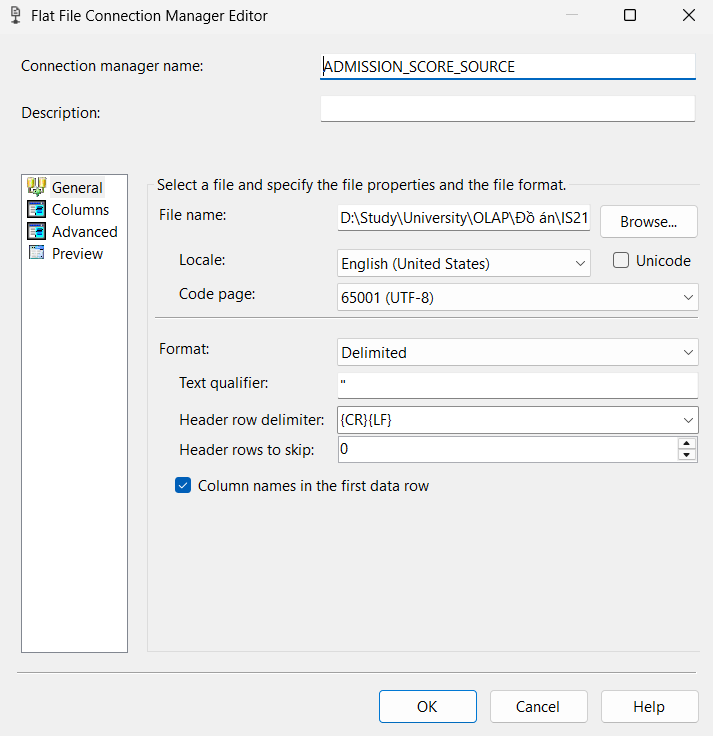 Flat File Connection Manager Editor
Connection manager name: ADMISSION_SCORE_SOURCE
Description:
General
Columns
Advanced
Preview
Select a file and specify the file properties and the file format.
File name: D:\Study\University\OLAP\Đồ án\IS21 Browse...
Locale: English (United States) Unicode
Code page: 65001 (UTF-8)
Format: Delimited
Text qualifier: "
Header row delimiter: {CR}{LF}
Header rows to skip: 0
Column names in the first data row
OK Cancel Help